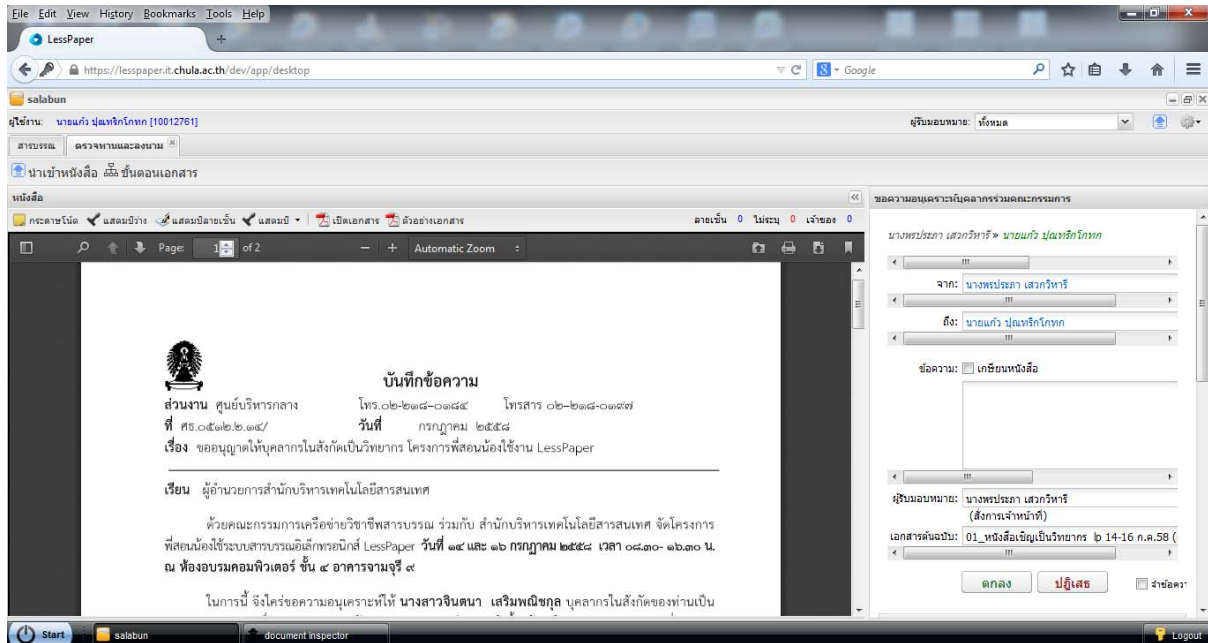 File Edit View History Bookmarks Tools Help
LessPaper
https://lesspaper.it.chula.ac.th/dev/app/desktop
Google
salabun
ผู้ใช้งาน: นายแก้ว ปุณฑริกโกทก [10012761]
ผู้รับมอบหมาย: ทั้งหมด
สารบรรณ ตรวจทานและลงนาม
นำเข้าหนังสือ ขั้นตอนเอกสาร
หนังสือ
กระดาษโน้ต แสตมป์ว่าง แสตมป์ลายเซ็น แสตมป์ เปิดเอกสาร ตัวอย่างเอกสาร
ลายเซ็น 0 ไม่ระบุ 0 เจ้าของ 0
Page: 1 of 2
Automatic Zoom
บันทึกข้อความ
ส่วนงาน ศูนย์บริหารกลาง โทร.๐๒-๒๑๘-๐๑๘๔ โทรสาร ๐๒-๒๑๘-๐๑๙๗
ที่ ศธ.๐๕๑๒.๒.๑๔/ วันที่ กรกฎาคม ๒๕๕๘
เรื่อง ขออนุญาตให้บุคลากรในสังกัดเป็นวิทยากร โครงการพี่สอนน้องใช้งาน LessPaper
เรียน ผู้อำนวยการสำนักบริหารเทคโนโลยีสารสนเทศ
ด้วยคณะกรรมการเครือข่ายวิชาชีพสารบรรณ ร่วมกับ สำนักบริหารเทคโนโลยีสารสนเทศ จัดโครงการ
พี่สอนน้องใช้ระบบสารบรรณอิเล็กทรอนิกส์ LessPaper วันที่ ๑๔ และ ๑๖ กรกฎาคม ๒๕๕๘ เวลา ๐๘.๓๐- ๑๖.๓๐ น.
ณ ห้องอบรมคอมพิวเตอร์ ชั้น ๔ อาคารจามจุรี ๙
ในการนี้ จึงใคร่ขอความอนุเคราะห์ให้ นางสาวจินตนา เสริมพณิชกุล บุคลากรในสังกัดของท่านเป็น
ขอความอนุเคราะห์บุคลากรร่วมคณะกรรมการ
นางพรประภา เสวกวิหารี » นายแก้ว ปุณฑริกโกทก
จาก: นางพรประภา เสวกวิหารี
ถึง: นายแก้ว ปุณฑริกโกทก
ข้อความ: เกษียนหนังสือ
ผู้รับมอบหมาย: นางพรประภา เสวกวิหารี
(สั่งการเจ้าหน้าที่)
เอกสารต้นฉบับ: 01_หนังสือเชิญเป็นวิทยากร ๒ 14-16 ก.ค.58 (
ตกลง ปฏิเสธ จำข้อคว
Start salabun document inspector Logout